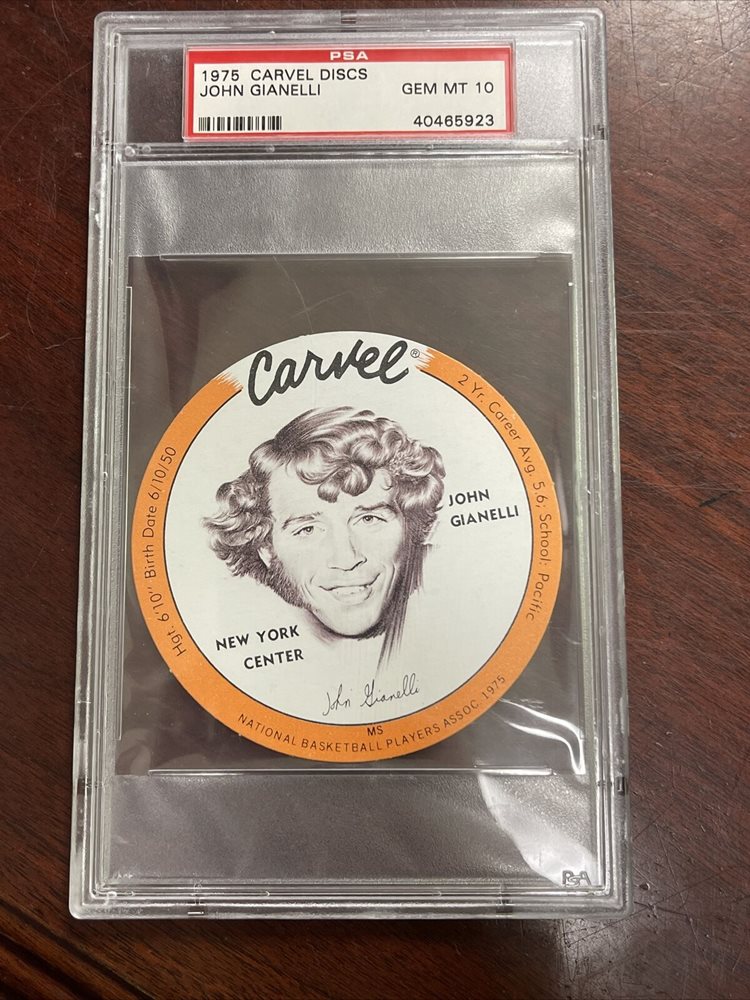 PSA
1975 CARVEL DISCS
JOHN GIANELLI
GEM MT 10
40465923
Carvel®
Hgt. 6'10" Birth Date 6/10/50
2 Yr. Career Avg. 5.6; School: Pacific
JOHN
GIANELLI
NEW YORK
CENTER
John Gianelli
MS
NATIONAL BASKETBALL PLAYERS ASSOC. 1975
PSA